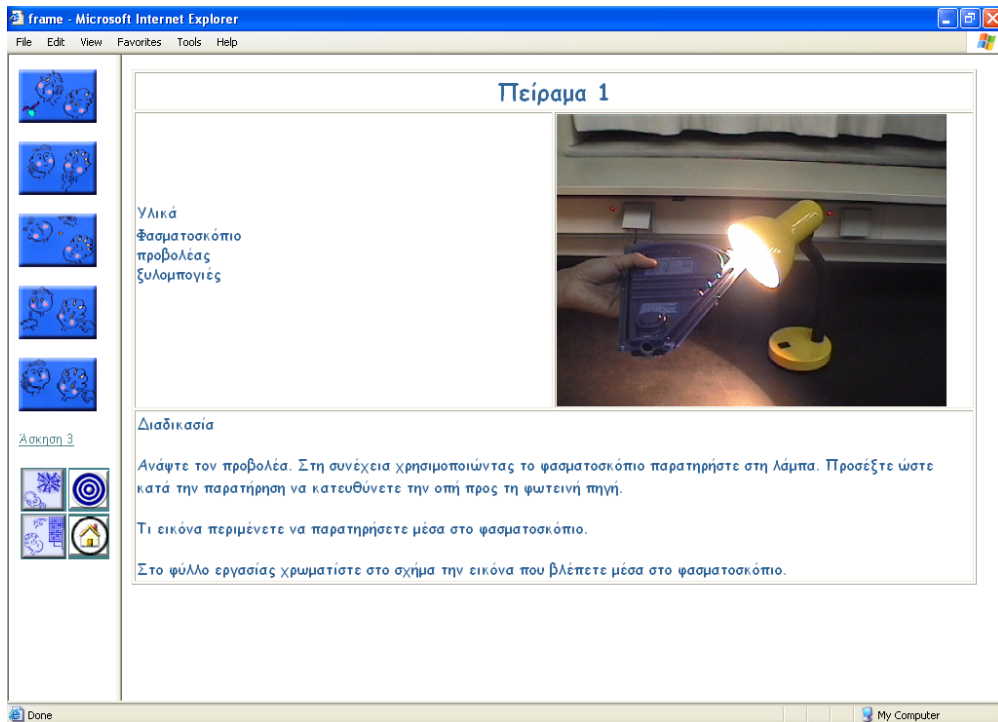 frame - Microsoft Internet Explorer
File Edit View Favorites Tools Help
Πείραμα 1
Υλικά
Φασματοσκόπιο
προβολέας
ξυλομπογιές
Διαδικασία
Ανάψτε τον προβολέα. Στη συνέχεια χρησιμοποιώντας το φασματοσκόπιο παρατηρήστε στη λάμπα. Προσέξτε ώστε
κατά την παρατήρηση να κατευθύνετε την οπή προς τη φωτεινή πηγή.
Τι εικόνα περιμένετε να παρατηρήσετε μέσα στο φασματοσκόπιο.
Στο φύλλο εργασίας χρωματίστε στο σχήμα την εικόνα που βλέπετε μέσα στο φασματοσκόπιο.
Άσκηση 3
Done
My Computer